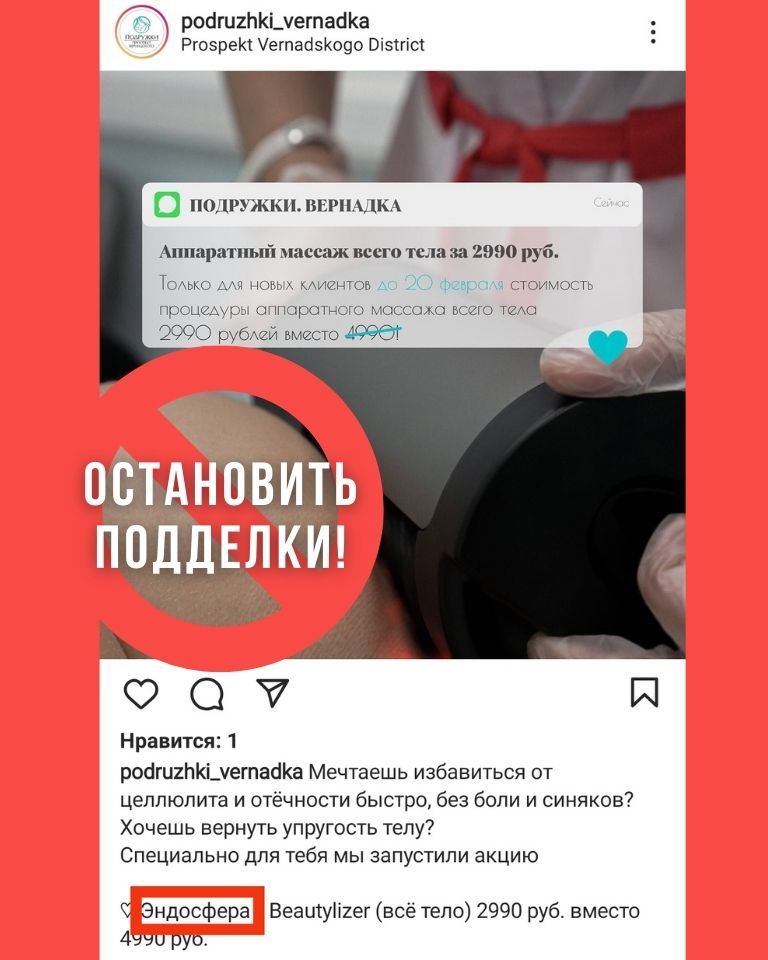 podruzhki_vernadka
Prospekt Vernadskogo District
ПОДРУЖКИ
ПРОСПЕКТ
ВЕРНАДСКОГО
ПОДРУЖКИ. ВЕРНАДКА
Сейчас
Аппаратный массаж всего тела за 2990 руб.
Только для новых клиентов до 20 февраля стоимость
процедуры аппаратного массажа всего тела
2990 рублей вместо 4990!
ОСТАНОВИТЬ
ПОДДЕЛКИ!
Нравится: 1
podruzhki_vernadka Мечтаешь избавиться от
целлюлита и отёчности быстро, без боли и синяков?
Хочешь вернуть упругость телу?
Специально для тебя мы запустили акцию
♡ Эндосфера Beautylizer (всё тело) 2990 руб. вместо
4990 руб.